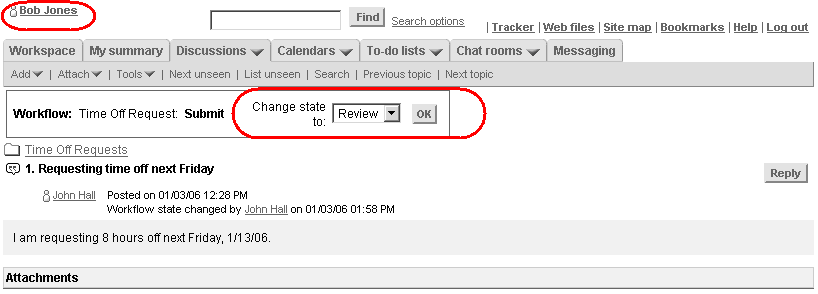 Bob Jones
Find Search options
| Tracker | Web files | Site map | Bookmarks | Help | Log out
Workspace My summary Discussions Calendars To-do lists Chat rooms Messaging
Add | Attach | Tools | Next unseen | List unseen | Search | Previous topic | Next topic
Workflow: Time Off Request: Submit Change state to: Review OK
Time Off Requests
1. Requesting time off next Friday
Reply
John Hall Posted on 01/03/06 12:28 PM
Workflow state changed by John Hall on 01/03/06 01:58 PM
I am requesting 8 hours off next Friday, 1/13/06.
Attachments